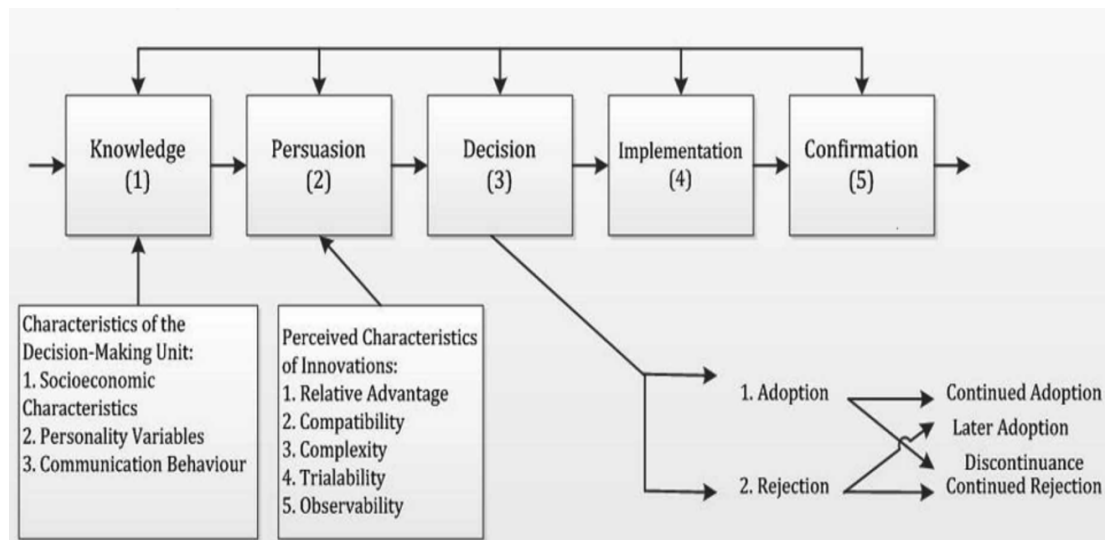 Knowledge
(1)
Persuasion
(2)
Decision
(3)
Implementation
(4)
Confirmation
(5)
Characteristics of the
Decision-Making Unit:
1. Socioeconomic
Characteristics
2. Personality Variables
3. Communication Behaviour
Perceived Characteristics
of Innovations:
1. Relative Advantage
2. Compatibility
3. Complexity
4. Trialability
5. Observability
1. Adoption
2. Rejection
Continued Adoption
Later Adoption
Discontinuance
Continued Rejection